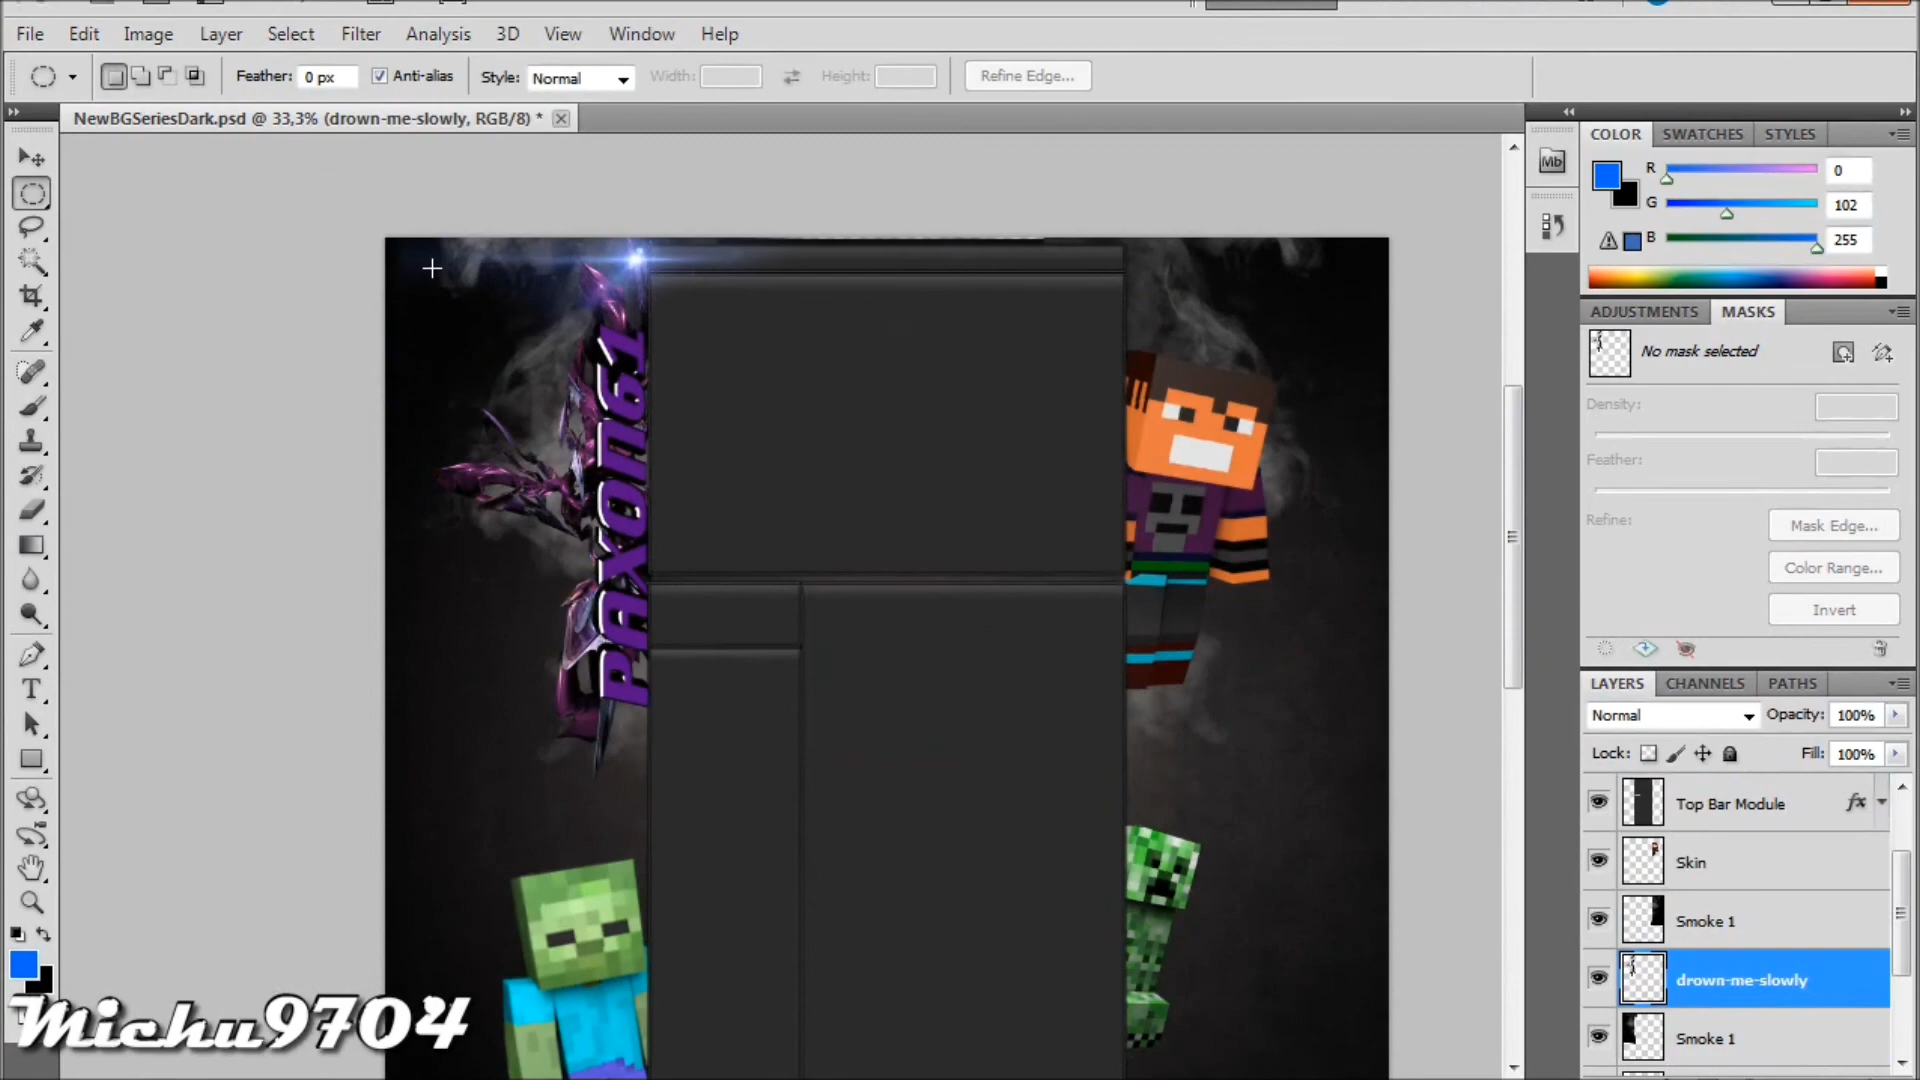 File Edit Image Layer Select Filter Analysis 3D View Window Help
Feather: 0 px Anti-alias Style: Normal Width: Height: Refine Edge...
NewBGSeriesDark.psd @ 33,3% (drown-me-slowly, RGB/8) *
COLOR SWATCHES STYLES
Mb
R 0
G 102
B 255
ADJUSTMENTS MASKS
No mask selected
Density:
Feather:
Refine: Mask Edge...
Color Range...
Invert
LAYERS CHANNELS PATHS
Normal Opacity: 100%
Lock: Fill: 100%
Top Bar Module fx
Skin
Smoke 1
drown-me-slowly
Smoke 1
PAXON61
Michu9704